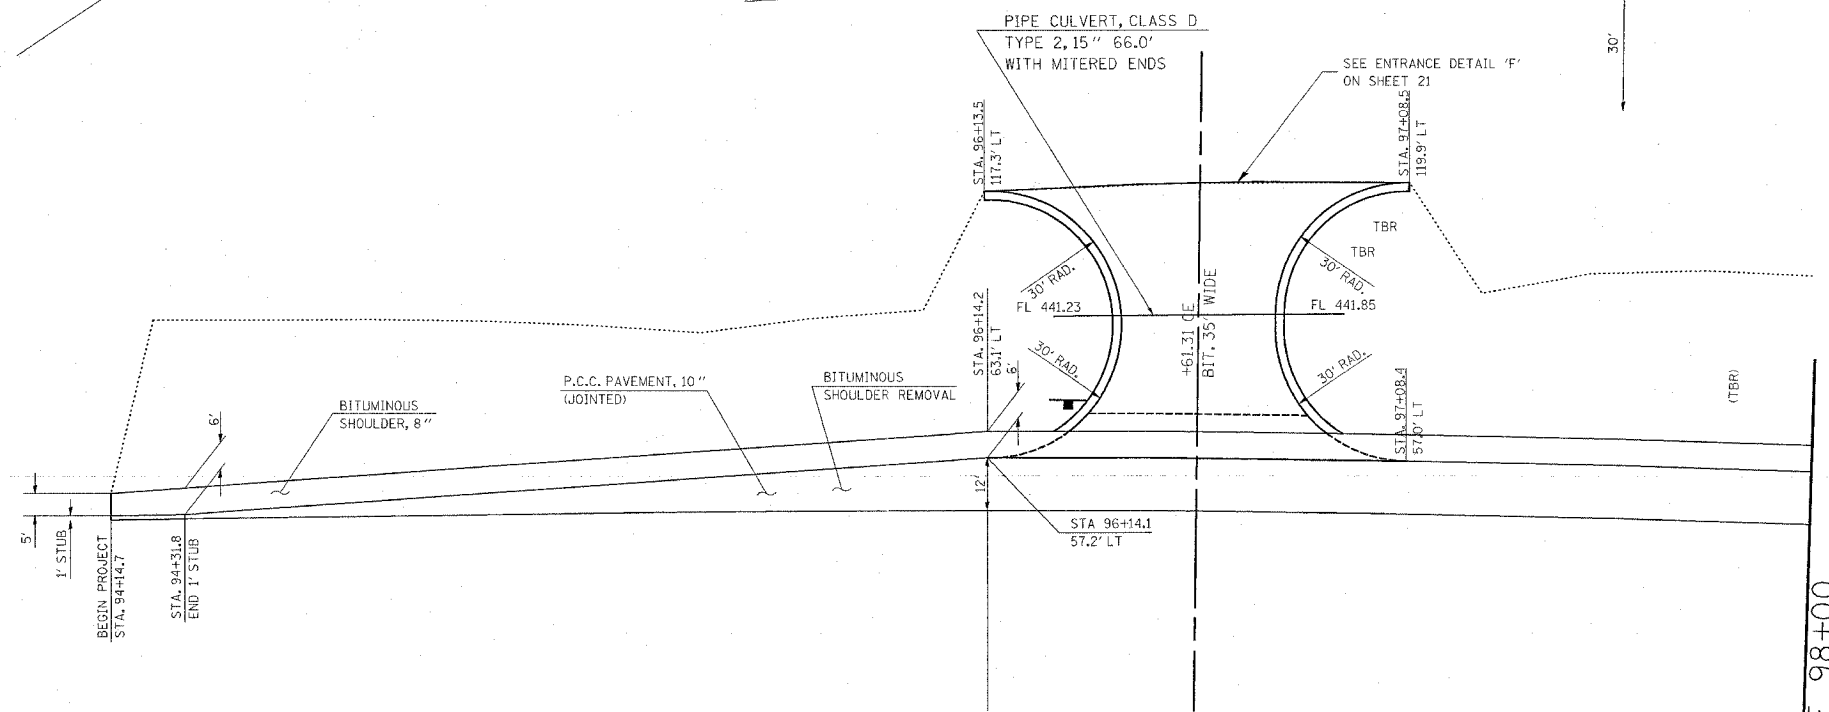 PIPE CULVERT, CLASS D
TYPE 2, 15" 66.0'
WITH MITERED ENDS
30'
SEE ENTRANCE DETAIL 'F'
ON SHEET 21
STA. 96+13.5
117.3' LT
STA. 97+08.5
119.9' LT
TBR
TBR
30' RAD.
30' RAD.
FL 441.23
FL 441.85
+61.31 CE
BIT. 35' WIDE
STA. 96+14.2
63.1' LT
6'
30' RAD.
30' RAD.
P.C.C. PAVEMENT, 10"
(JOINTED)
BITUMINOUS
SHOULDER REMOVAL
BITUMINOUS
SHOULDER, 8"
6'
(TBR)
STA. 97+08.4
57.0' LT
12'
STA 96+14.1
57.2' LT
5'
1' STUB
BEGIN PROJECT
STA. 94+14.7
STA. 94+31.8
END 1' STUB
98+00